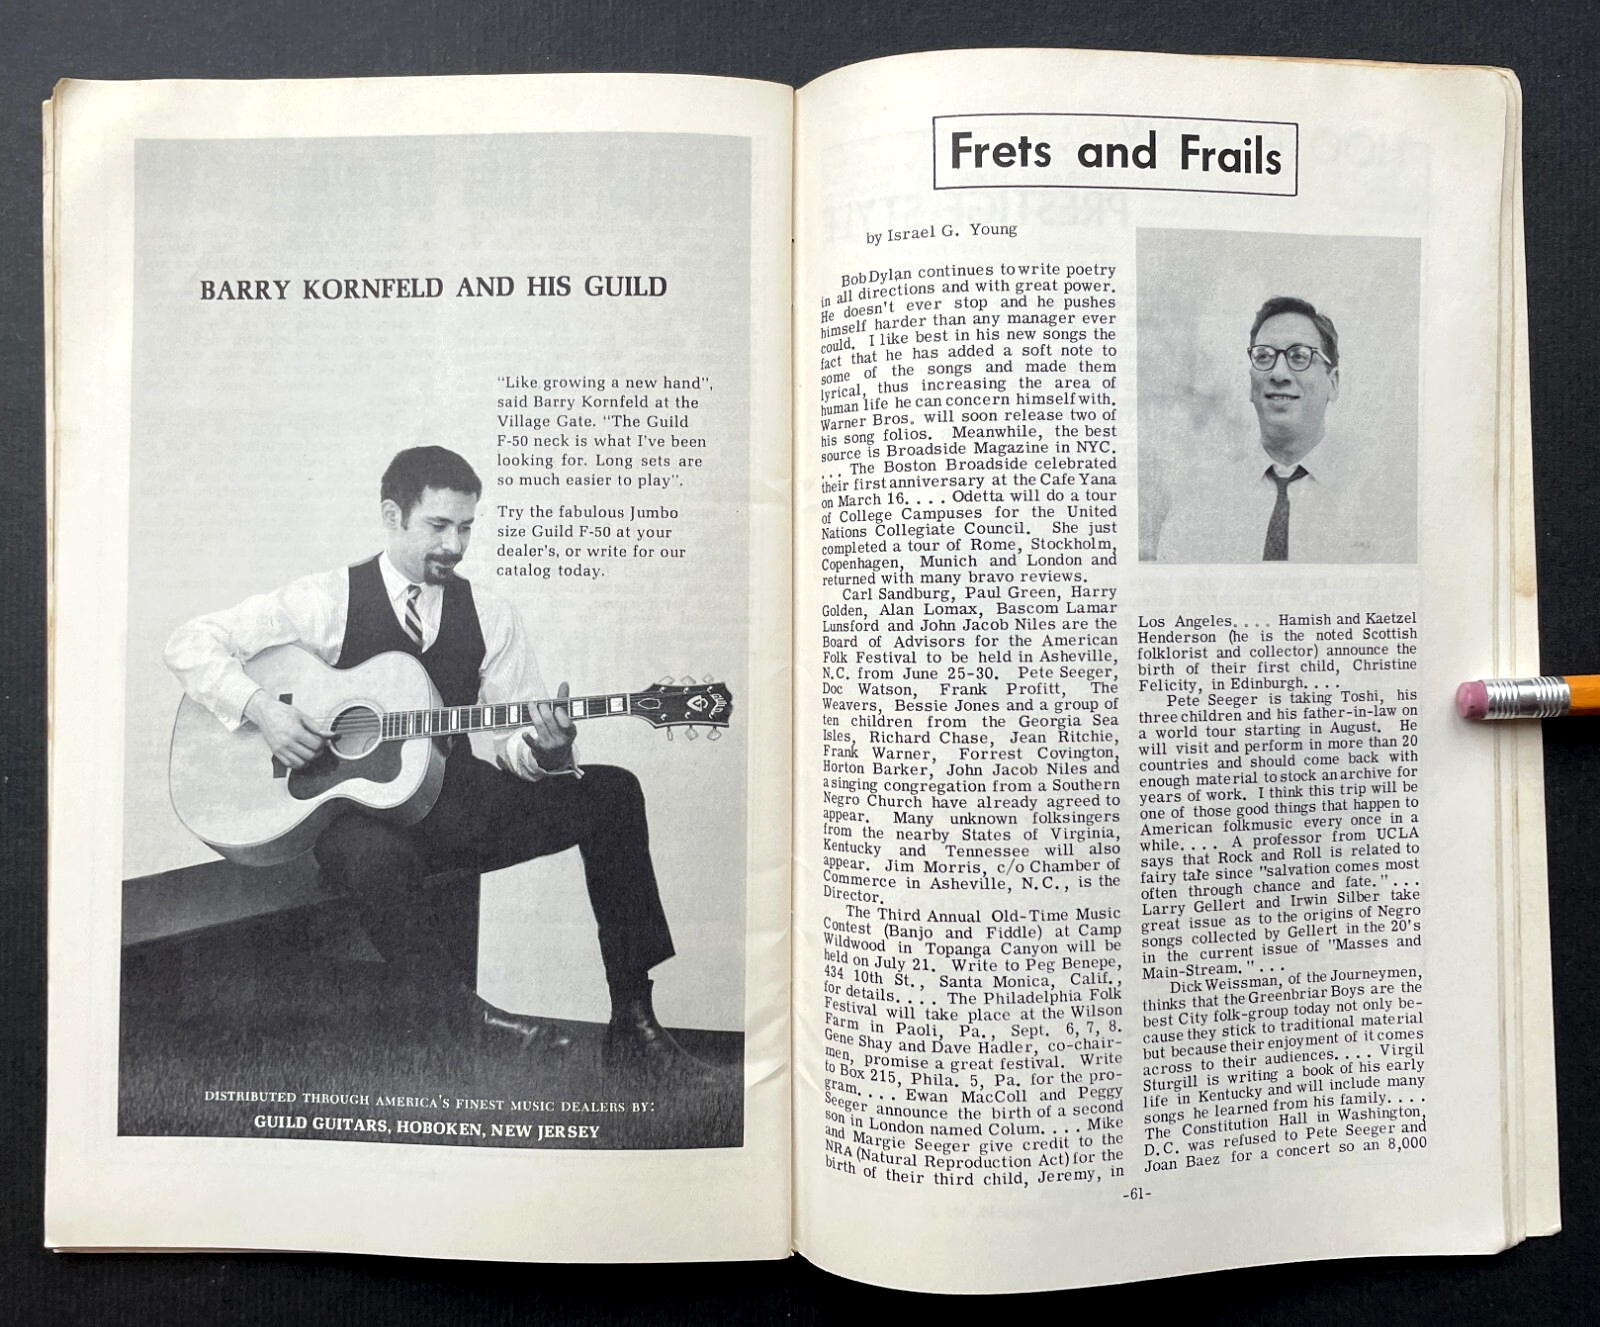 BARRY KORNFELD AND HIS GUILD
"Like growing a new hand",
said Barry Kornfeld at the
Village Gate. "The Guild
F-50 neck is what I've been
looking for. Long sets are
so much easier to play".
Try the fabulous Jumbo
size Guild F-50 at your
dealer's, or write for our
catalog today.
GUILD
G
DISTRIBUTED THROUGH AMERICA'S FINEST MUSIC DEALERS BY:
GUILD GUITARS, HOBOKEN, NEW JERSEY
Frets and Frails
by Israel G. Young
Bob Dylan continues to write poetry
in all directions and with great power.
He doesn't ever stop and he pushes
himself harder than any manager ever
could. I like best in his new songs the
fact that he has added a soft note to
some of the songs and made them
lyrical, thus increasing the area of
human life he can concern himself with.
Warner Bros. will soon release two of
his song folios. Meanwhile, the best
source is Broadside Magazine in NYC.
. . . The Boston Broadside celebrated
their first anniversary at the Cafe Yana
on March 16. . . . Odetta will do a tour
of College Campuses for the United
Nations Collegiate Council. She just
completed a tour of Rome, Stockholm,
Copenhagen, Munich and London and
returned with many bravo reviews.
Carl Sandburg, Paul Green, Harry
Golden, Alan Lomax, Bascom Lamar
Lunsford and John Jacob Niles are the
Board of Advisors for the American
Folk Festival to be held in Asheville,
N.C. from June 25-30. Pete Seeger,
Doc Watson, Frank Profitt, The
Weavers, Bessie Jones and a group of
ten children from the Georgia Sea
Isles, Richard Chase, Jean Ritchie,
Frank Warner, Forrest Covington,
Horton Barker, John Jacob Niles and
a singing congregation from a Southern
Negro Church have already agreed to
appear. Many unknown folksingers
from the nearby States of Virginia,
Kentucky and Tennessee will also
appear. Jim Morris, c/o Chamber of
Commerce in Asheville, N.C., is the
Director.
The Third Annual Old-Time Music
Contest (Banjo and Fiddle) at Camp
Wildwood in Topanga Canyon will be
held on July 21. Write to Peg Benepe,
434 10th St., Santa Monica, Calif.,
for details. . . . The Philadelphia Folk
Festival will take place at the Wilson
Farm in Paoli, Pa., Sept. 6, 7, 8.
Gene Shay and Dave Hadler, co-chair-
men, promise a great festival. Write
to Box 215, Phila. 5, Pa. for the pro-
gram. . . . Ewan MacColl and Peggy
Seeger announce the birth of a second
son in London named Colum. . . . Mike
and Margie Seeger give credit to the
NRA (Natural Reproduction Act) for the
birth of their third child, Jeremy, in
Los Angeles. . . . Hamish and Kaetzel
Henderson (he is the noted Scottish
folklorist and collector) announce the
birth of their first child, Christine
Felicity, in Edinburgh. . . .
Pete Seeger is taking Toshi, his
three children and his father-in-law on
a world tour starting in August. He
will visit and perform in more than 20
countries and should come back with
enough material to stock an archive for
years of work. I think this trip will be
one of those good things that happen to
American folkmusic every once in a
while. . . . A professor from UCLA
says that Rock and Roll is related to
fairy tale since "salvation comes most
often through chance and fate." . . .
Larry Gellert and Irwin Silber take
great issue as to the origins of Negro
songs collected by Gellert in the 20's
in the current issue of "Masses and
Main-Stream." . . .
Dick Weissman, of the Journeymen,
thinks that the Greenbriar Boys are the
best City folk-group today not only be-
cause they stick to traditional material
but because their enjoyment of it comes
across to their audiences. . . . Virgil
Sturgill is writing a book of his early
life in Kentucky and will include many
songs he learned from his family. . . .
The Constitution Hall in Washington,
D.C. was refused to Pete Seeger and
Joan Baez for a concert so an 8,000
-61-